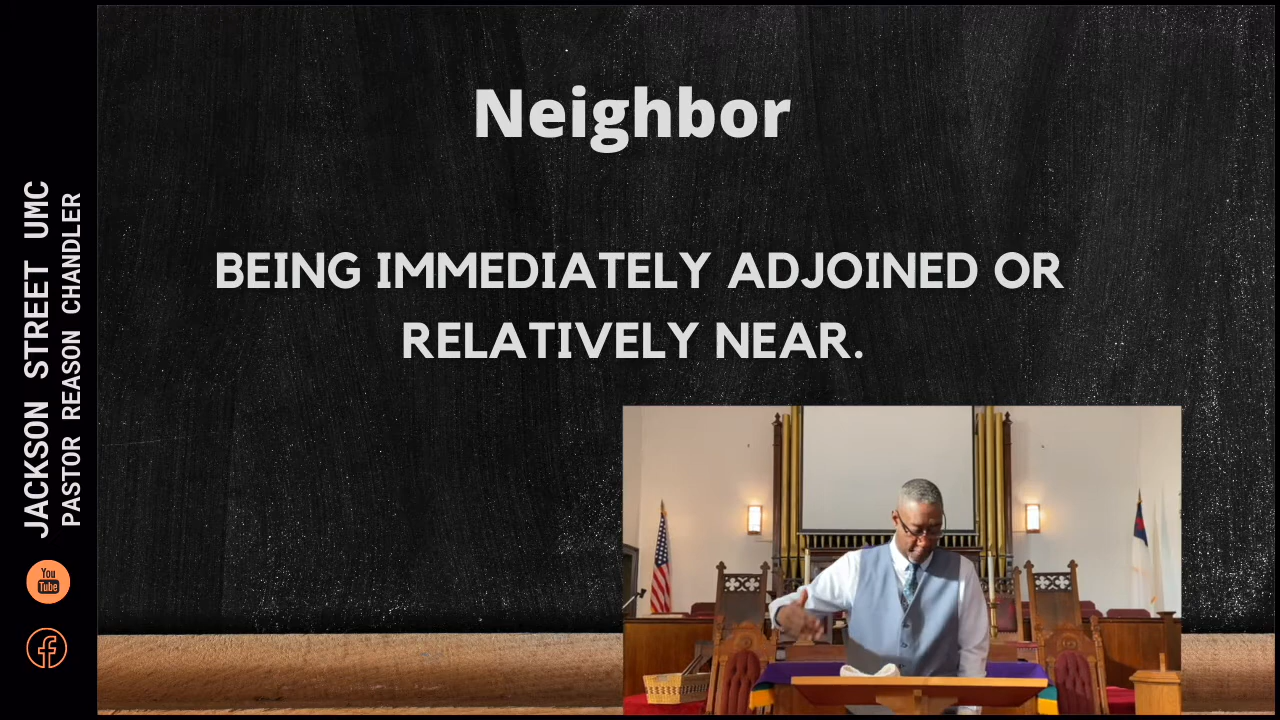 Neighbor
BEING IMMEDIATELY ADJOINED OR
RELATIVELY NEAR.
JACKSON STREET UMC
PASTOR REASON CHANDLER
You
Tube